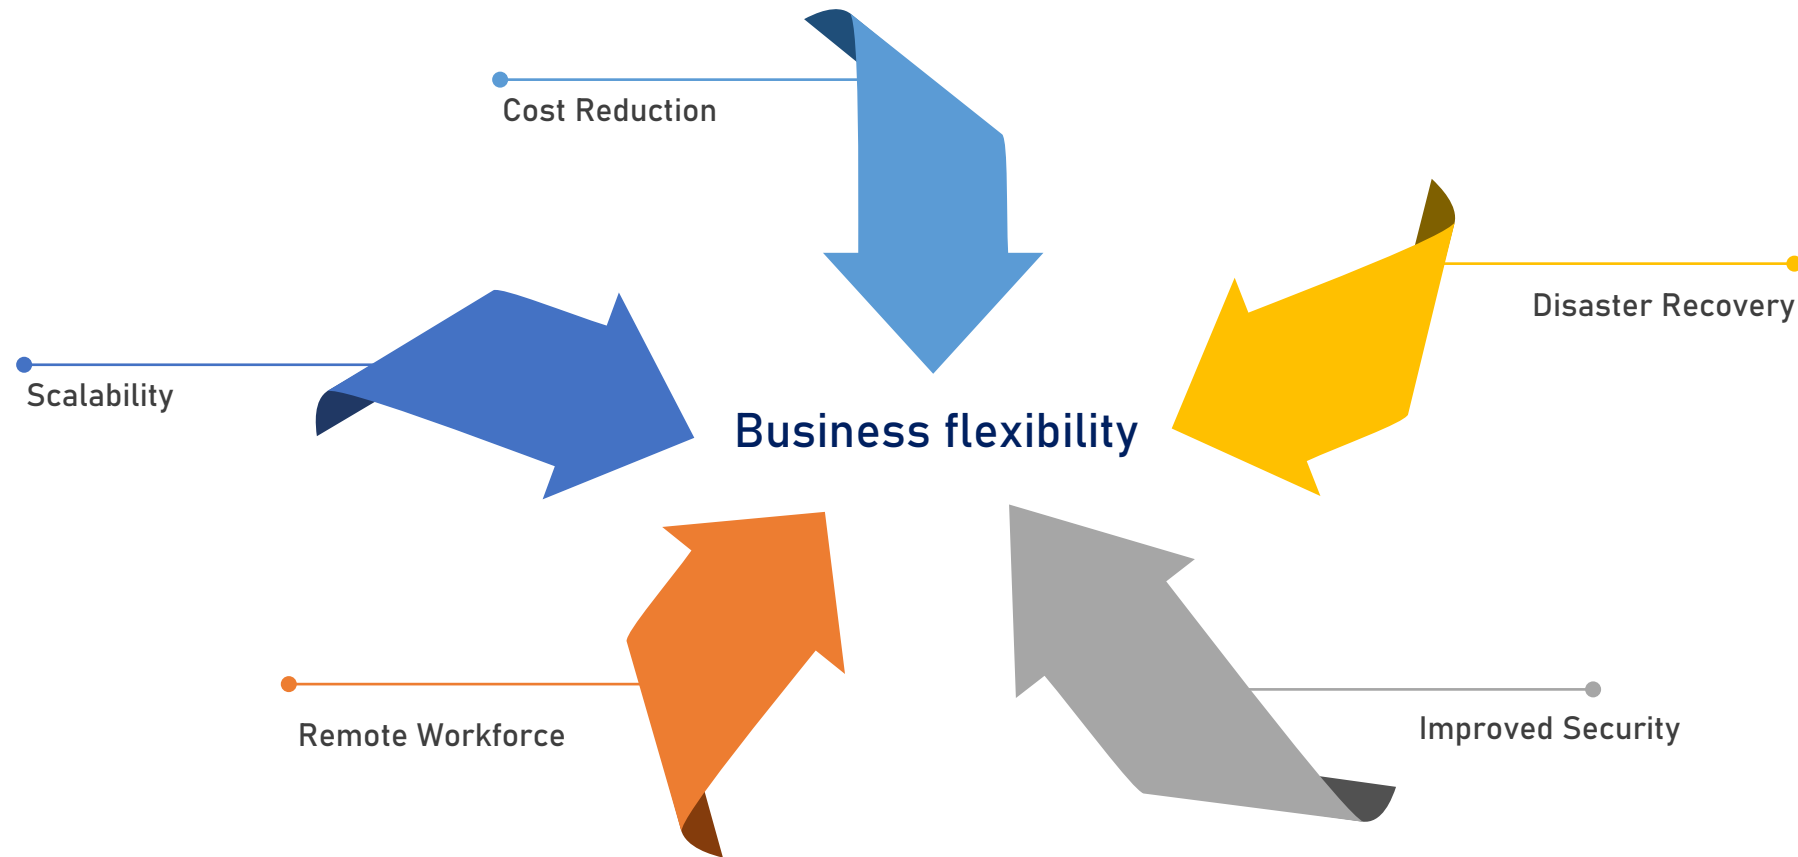 Cost Reduction
Disaster Recovery
Scalability
Business flexibility
Remote Workforce
Improved Security